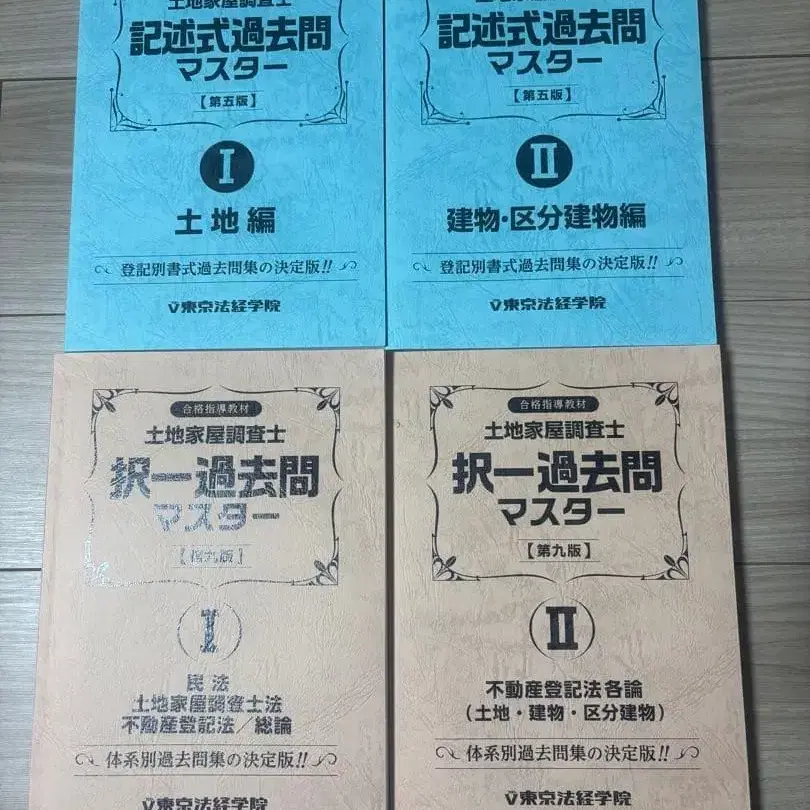 土地家屋調査士
記述式過去問
マスター
【第五版】
I
土地編
登記別書式過去問集の決定版!!
東京法経学院
記述式過去問
マスター
【第五版】
II
建物・区分建物編
登記別書式過去問集の決定版!!
東京法経学院
合格指導教材
土地家屋調査士
択一過去問
マスター
【第九版】
I
民法
土地家屋調査士法
不動産登記法/総論
体系別過去問集の決定版!!
東京法経学院
合格指導教材
土地家屋調査士
択一過去問
マスター
【第九版】
II
不動産登記法各論
(土地・建物・区分建物)
体系別過去問集の決定版!!
東京法経学院